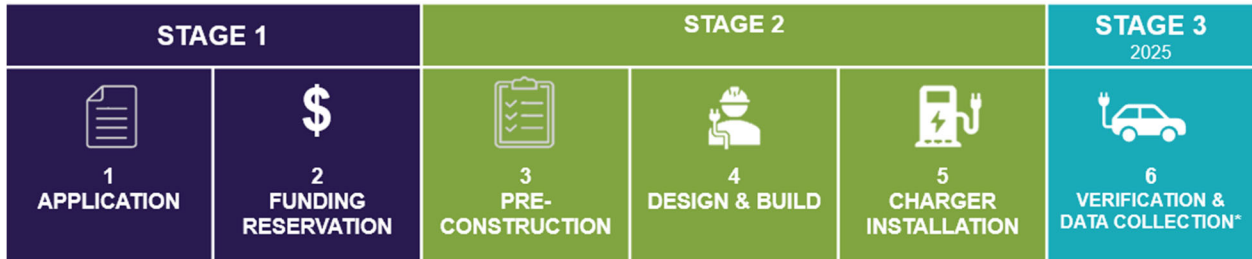 STAGE 1
STAGE 2
STAGE 3
2025
$
1
APPLICATION
2
FUNDING
RESERVATION
3
PRE-
CONSTRUCTION
4
DESIGN & BUILD
5
CHARGER
INSTALLATION
6
VERIFICATION &
DATA COLLECTION*